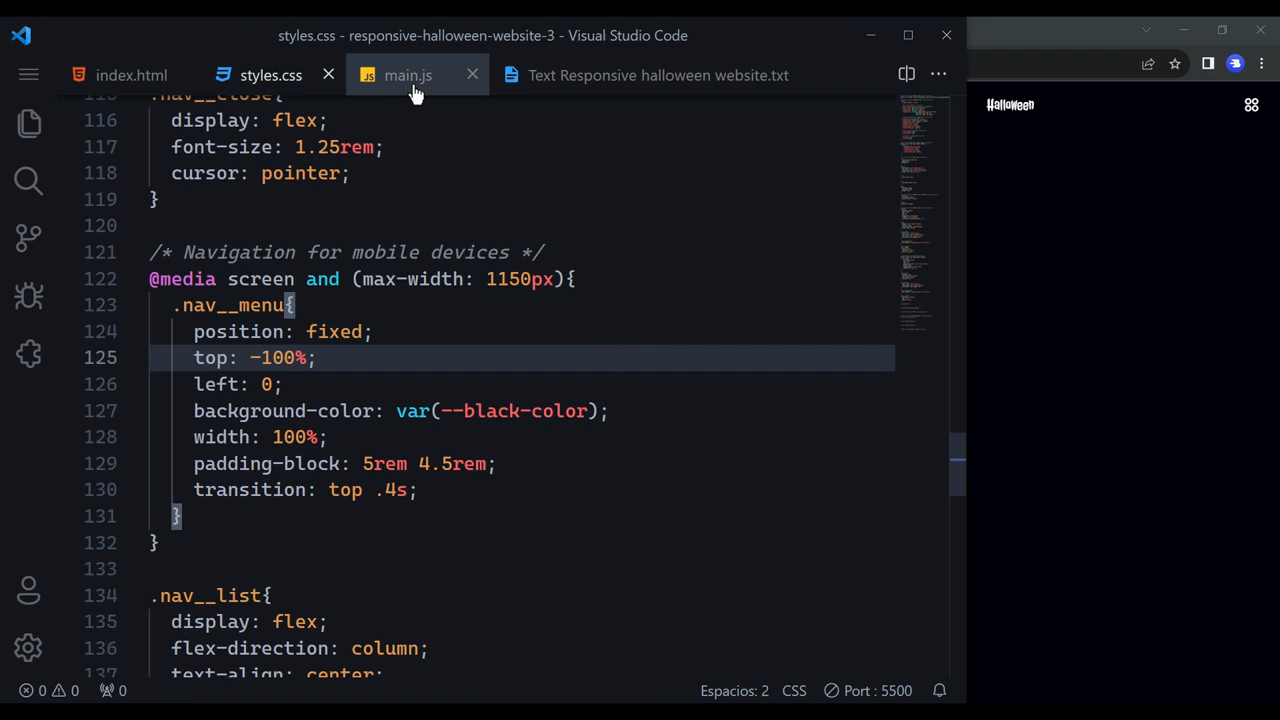 styles.css - responsive-halloween-website-3 - Visual Studio Code
index.html
styles.css
JS main.js
Text Responsive halloween website.txt
Halloween
.nav__close{
116 display: flex;
117 font-size: 1.25rem;
118 cursor: pointer;
119 }
120
121 /* Navigation for mobile devices */
122 @media screen and (max-width: 1150px){
123 .nav__menu{
124 position: fixed;
125 top: -100%;
126 left: 0;
127 background-color: var(--black-color);
128 width: 100%;
129 padding-block: 5rem 4.5rem;
130 transition: top .4s;
131 }
132 }
133
134 .nav__list{
135 display: flex;
136 flex-direction: column;
137 text-align: center;
0 0 0 Espacios: 2 CSS Port : 5500